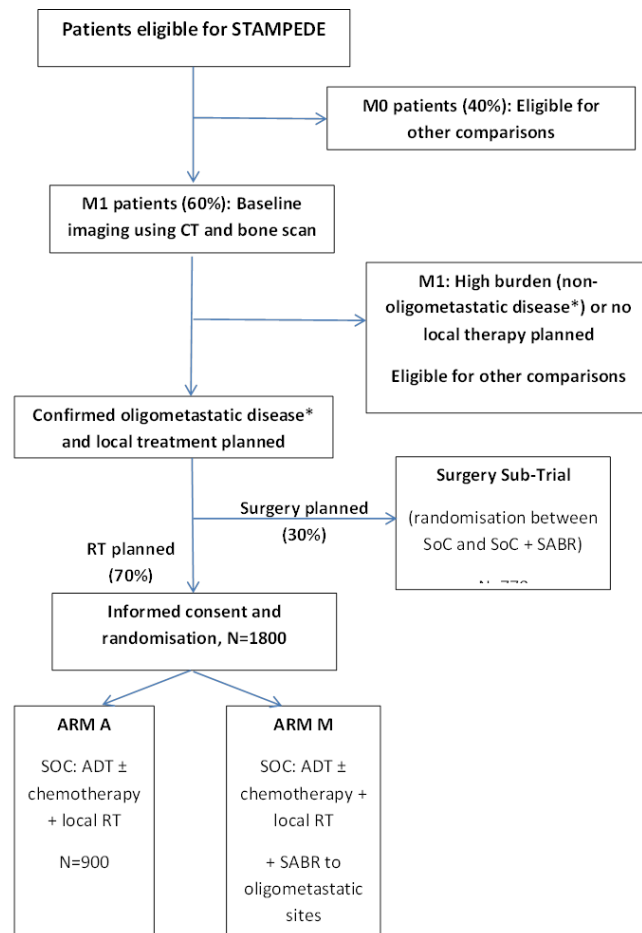 Patients eligible for STAMPEDE
M0 patients (40%): Eligible for
other comparisons
M1 patients (60%): Baseline
imaging using CT and bone scan
M1: High burden (non-
oligometastatic disease*) or no
local therapy planned
Eligible for other comparisons
Confirmed oligometastatic disease*
and local treatment planned
Surgery Sub-Trial
(randomisation between
SoC and SoC + SABR)
Surgery planned
(30%)
RT planned
(70%)
Informed consent and
randomisation, N=1800
ARM A
SOC: ADT ±
chemotherapy
+ local RT
N=900
ARM M
SOC: ADT ±
chemotherapy +
local RT
+ SABR to
oligometastatic
sites